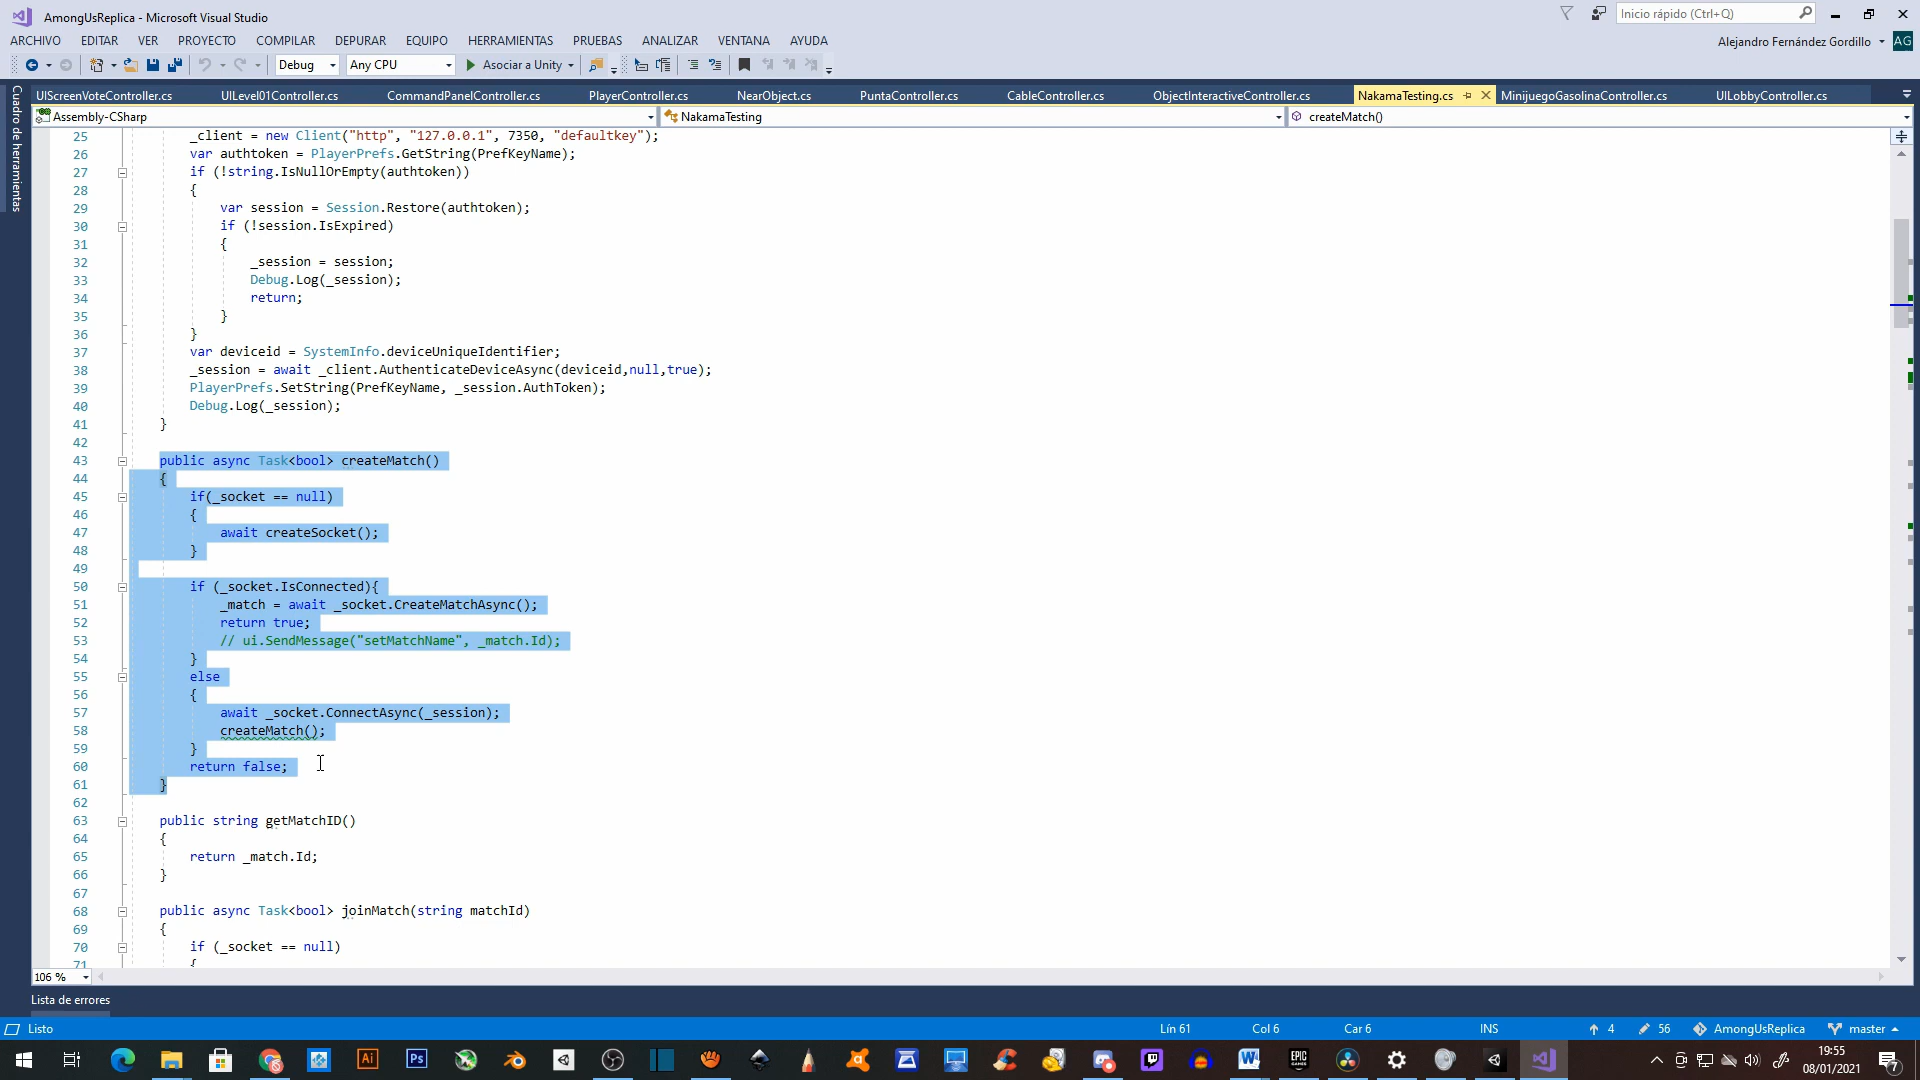 AmongUsReplica - Microsoft Visual Studio
Inicio rápido (Ctrl+Q)
ARCHIVO EDITAR VER PROYECTO COMPILAR DEPURAR EQUIPO HERRAMIENTAS PRUEBAS ANALIZAR VENTANA AYUDA
Alejandro Fernández Gordillo AG
Debug Any CPU Asociar a Unity
Cuadro de herramientas
UIScreenVoteController.cs UILevel01Controller.cs CommandPanelController.cs PlayerController.cs NearObject.cs PuntaController.cs CableController.cs ObjectInteractiveController.cs NakamaTesting.cs MinijuegoGasolinaController.cs UILobbyController.cs
Assembly-CSharp NakamaTesting createMatch()
25 _client = new Client("http", "127.0.0.1", 7350, "defaultkey");
26 var authtoken = PlayerPrefs.GetString(PrefKeyName);
27 if (!string.IsNullOrEmpty(authtoken))
28 {
29 var session = Session.Restore(authtoken);
30 if (!session.IsExpired)
31 {
32 _session = session;
33 Debug.Log(_session);
34 return;
35 }
36 }
37 var deviceid = SystemInfo.deviceUniqueIdentifier;
38 _session = await _client.AuthenticateDeviceAsync(deviceid,null,true);
39 PlayerPrefs.SetString(PrefKeyName, _session.AuthToken);
40 Debug.Log(_session);
41 }
42
43 public async Task<bool> createMatch()
44 {
45 if(_socket == null)
46 {
47 await createSocket();
48 }
49
50 if (_socket.IsConnected){
51 _match = await _socket.CreateMatchAsync();
52 return true;
53 // ui.SendMessage("setMatchName", _match.Id);
54 }
55 else
56 {
57 await _socket.ConnectAsync(_session);
58 createMatch();
59 }
60 return false;
61 }
62
63 public string getMatchID()
64 {
65 return _match.Id;
66 }
67
68 public async Task<bool> joinMatch(string matchId)
69 {
70 if (_socket == null)
71 {
106 %
Lista de errores
Listo Lín 61 Col 6 Car 6 INS 4 56 AmongUsReplica master
Ai Ps W EPIC GAMES
19:55
08/01/2021
7